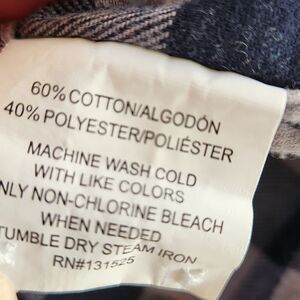 60% COTTON/ALGODÓN
40% POLYESTER/POLIÉSTER
MACHINE WASH COLD
WITH LIKE COLORS
NLY NON-CHLORINE BLEACH
WHEN NEEDED
TUMBLE DRY STEAM IRON
RN#131525